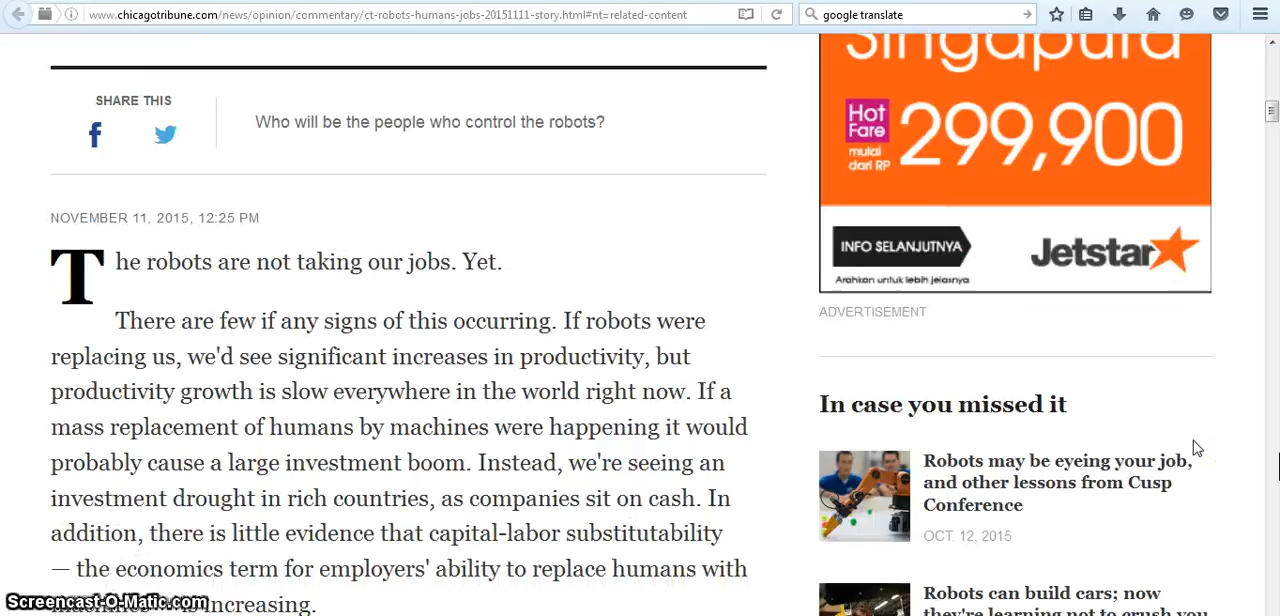 www.chicagotribune.com/news/opinion/commentary/ct-robots-humans-jobs-20151111-story.html#nt=related-content
google translate
SHARE THIS
Who will be the people who control the robots?
NOVEMBER 11, 2015, 12:25 PM
The robots are not taking our jobs. Yet.
There are few if any signs of this occurring. If robots were
replacing us, we'd see significant increases in productivity, but
productivity growth is slow everywhere in the world right now. If a
mass replacement of humans by machines were happening it would
probably cause a large investment boom. Instead, we're seeing an
investment drought in rich countries, as companies sit on cash. In
addition, there is little evidence that capital-labor substitutability
— the economics term for employers' ability to replace humans with
increasing.
Screencast-O-Matic.com
Singapura
Hot
Fare
mulai
dari RP
299,900
INFO SELANJUTNYA
Arahkan untuk lebih jelasnya
Jetstar
ADVERTISEMENT
In case you missed it
Robots may be eyeing your job,
and other lessons from Cusp
Conference
OCT. 12, 2015
Robots can build cars; now
they're learning not to crush you